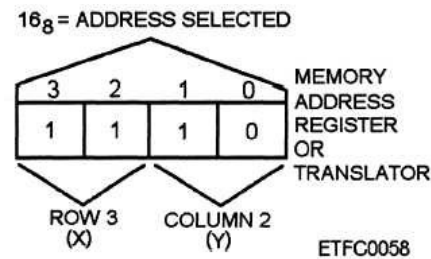 16₈ = ADDRESS SELECTED
3 2 1 0
1 1 1 0
MEMORY
ADDRESS
REGISTER
OR
TRANSLATOR
ROW 3
(X)
COLUMN 2
(Y)
ETFC0058